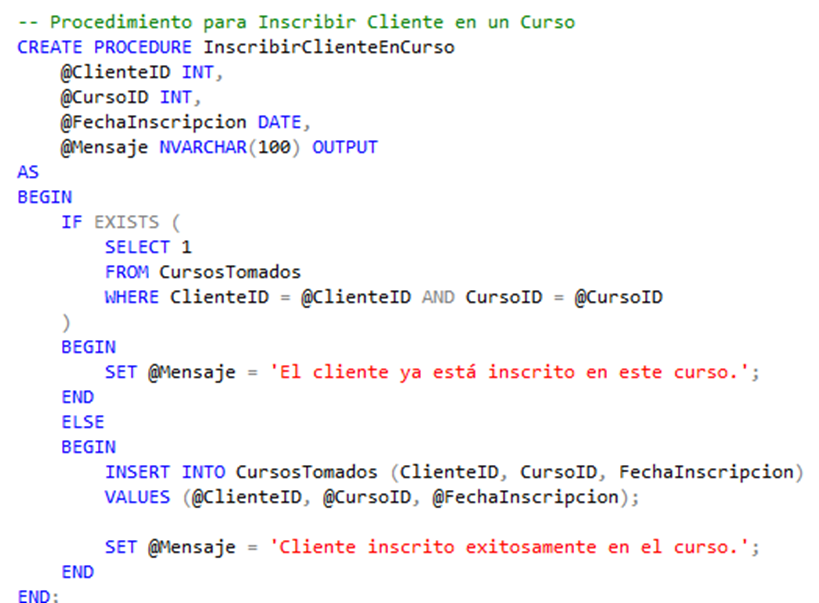 -- Procedimiento para Inscribir Cliente en un Curso
CREATE PROCEDURE InscribirClienteEnCurso
    @ClienteID INT,
    @CursoID INT,
    @FechaInscripcion DATE,
    @Mensaje NVARCHAR(100) OUTPUT
AS
BEGIN
    IF EXISTS (
        SELECT 1
        FROM CursosTomados
        WHERE ClienteID = @ClienteID AND CursoID = @CursoID
    )
    BEGIN
        SET @Mensaje = 'El cliente ya está inscrito en este curso.';
    END
    ELSE
    BEGIN
        INSERT INTO CursosTomados (ClienteID, CursoID, FechaInscripcion)
        VALUES (@ClienteID, @CursoID, @FechaInscripcion);

        SET @Mensaje = 'Cliente inscrito exitosamente en el curso.';
    END
END;